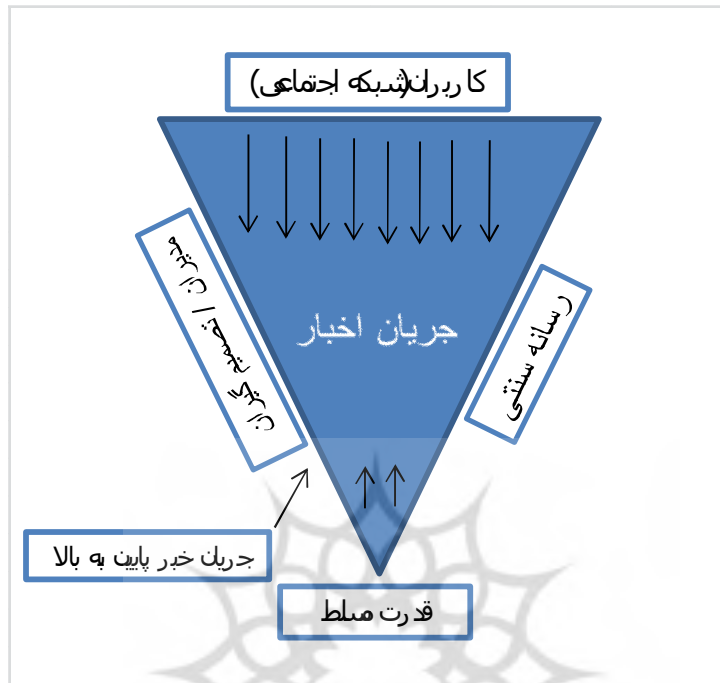 کاربران(شبکه اجتماعی)
مدیران / تصمیم گیران
جریان اخبار
رسانه سنتی
جریان خبر پایین به بالا
قدرت مسلط